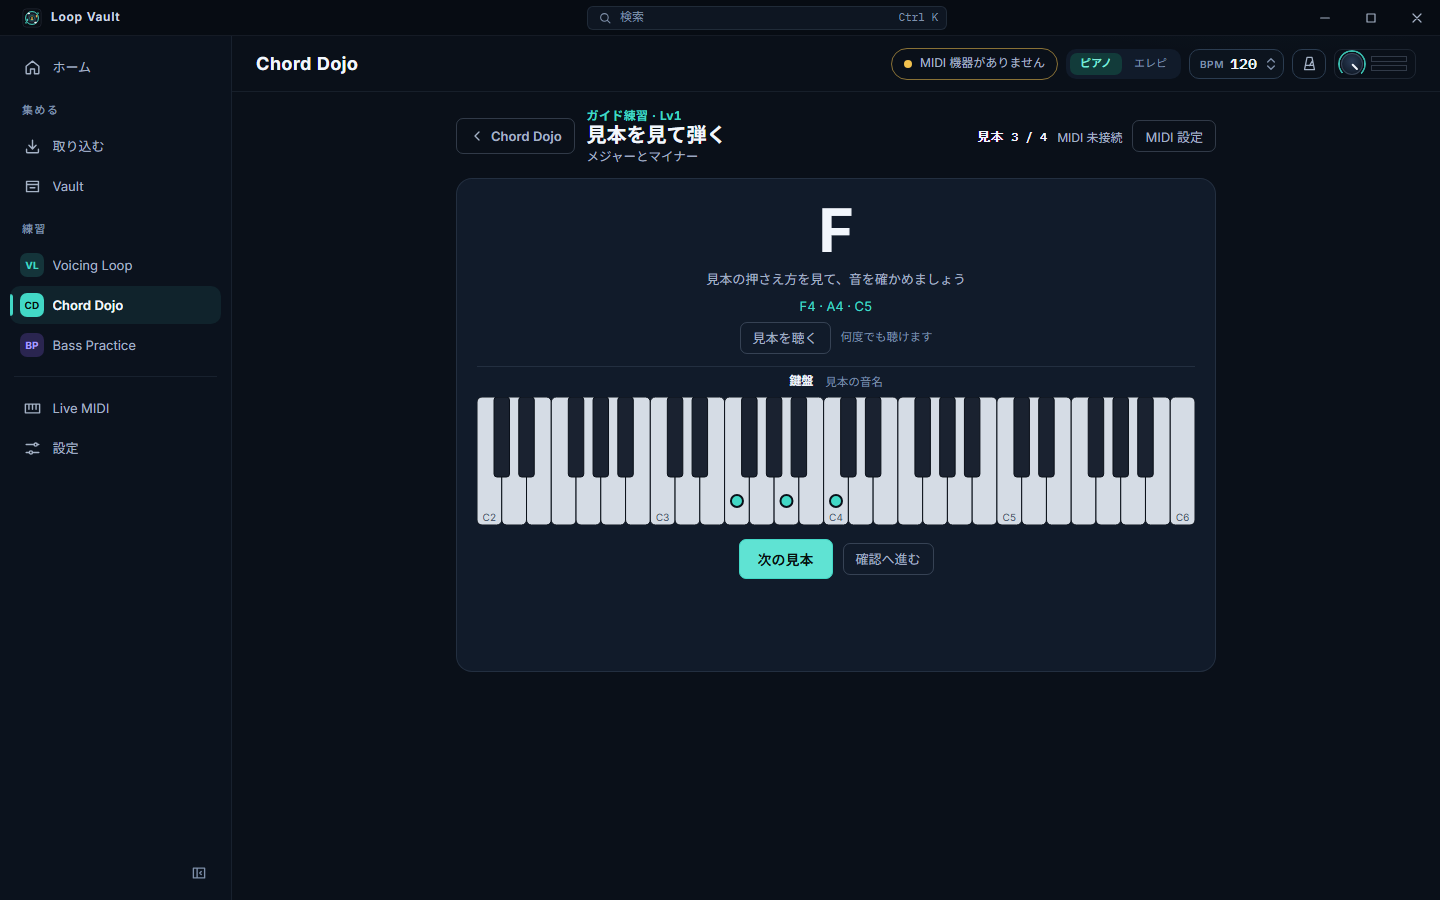 Loop Vault
検索
Ctrl K
ホーム
集める
取り込む
Vault
練習
VL Voicing Loop
CD Chord Dojo
BP Bass Practice
Live MIDI
設定
Chord Dojo
MIDI 機器がありません
ピアノ
エレピ
BPM 120
Chord Dojo
ガイド練習 · Lv1
見本を見て弾く
メジャーとマイナー
見本 3 / 4
MIDI 未接続
MIDI 設定
F
見本の押さえ方を見て、音を確かめましょう
F4 · A4 · C5
見本を聴く
何度でも聴けます
鍵盤 見本の音名
C2 C3 C4 C5 C6
次の見本
確認へ進む